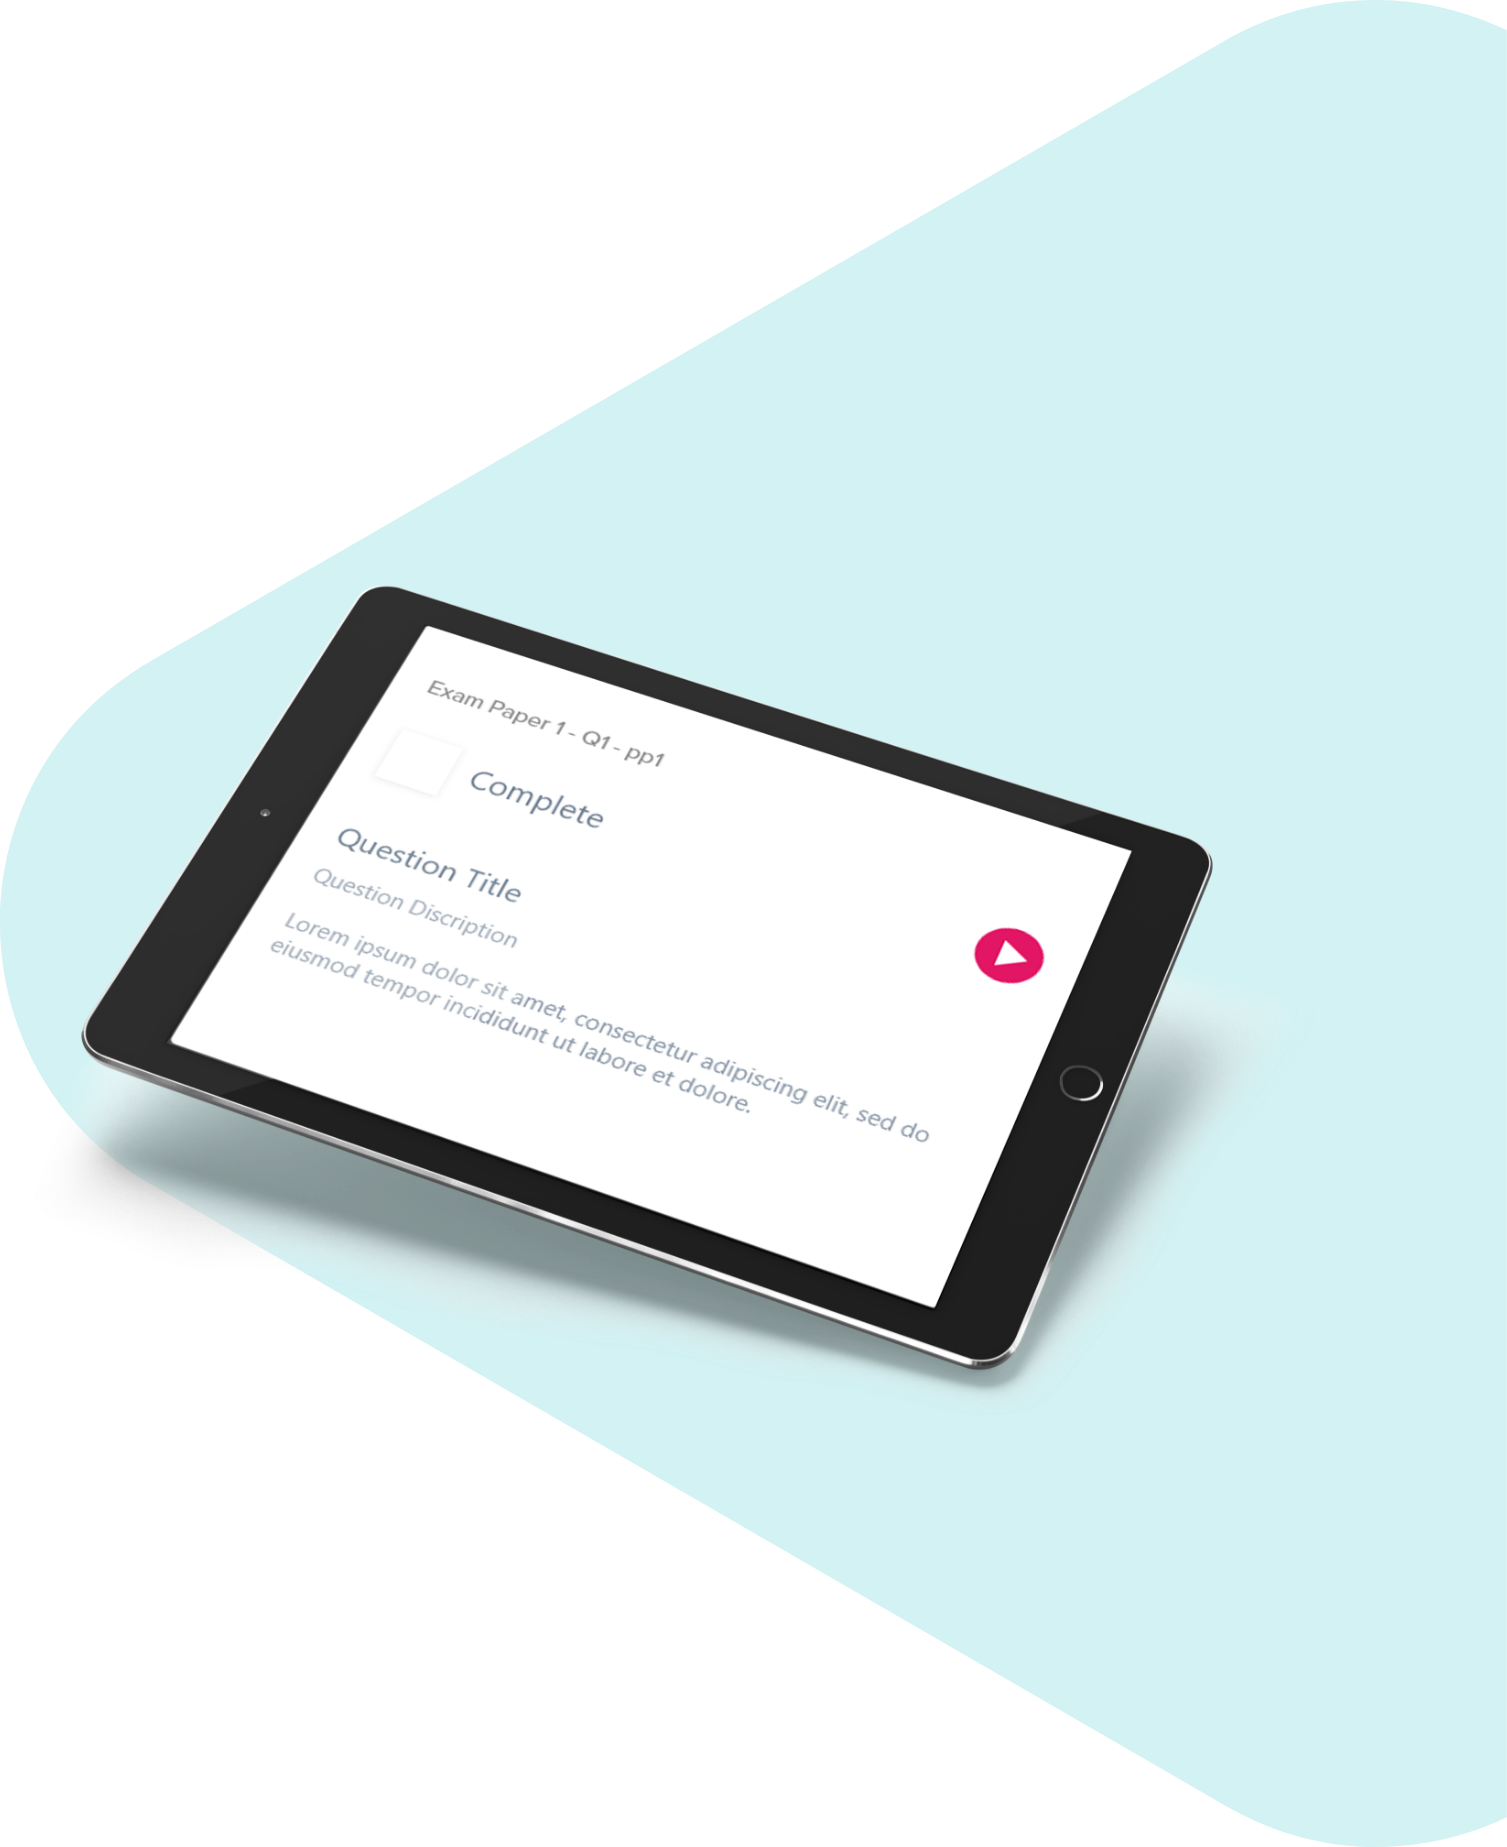 Exam Paper 1 - Q1 - pp1
Complete
Question Title
Question Discription
Lorem ipsum dolor sit amet, consectetur adipiscing elit, sed do
eiusmod tempor incididunt ut labore et dolore.